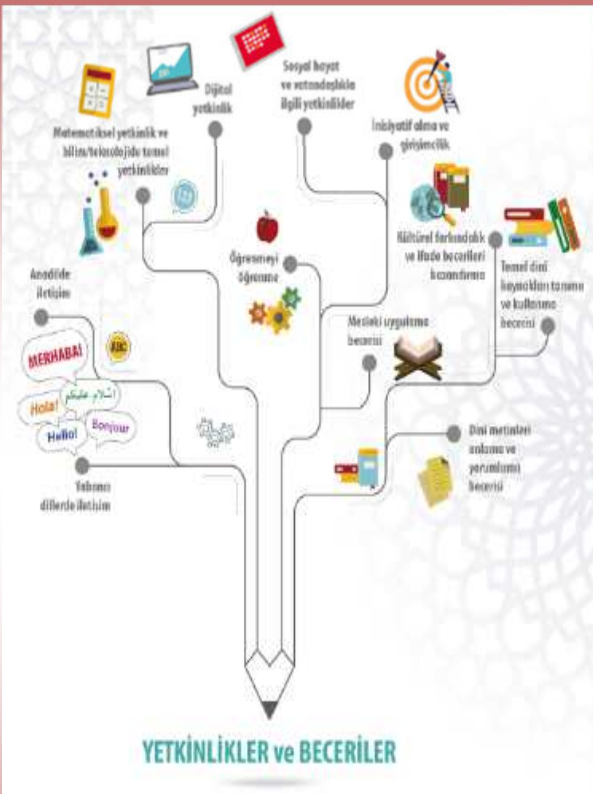 Dijital
yetkinlik
Sosyal hayat
ve vatandaşlıkla
ilgili yetkinlikler
İnisiyatif alma ve
girişimcilik
Matematiksel yetkinlik ve
bilim/teknolojide temel
yetkinlikler
Kültürel farkındalık
ve ifade becerileri
kazandırma
Temel dini
kaynakları tanıma
ve kullanma
becerisi
Öğrenmeyi
öğrenme
Anadilde
iletişim
ABC
MERHABA!
السلام عليكم
Hola!
Hello!
Bonjour
Mesleki uygulama
becerisi
Dini metinleri
anlama ve
yorumlama
becerisi
Yabancı
dillerde iletişim
YETKİNLİKLER ve BECERİLER